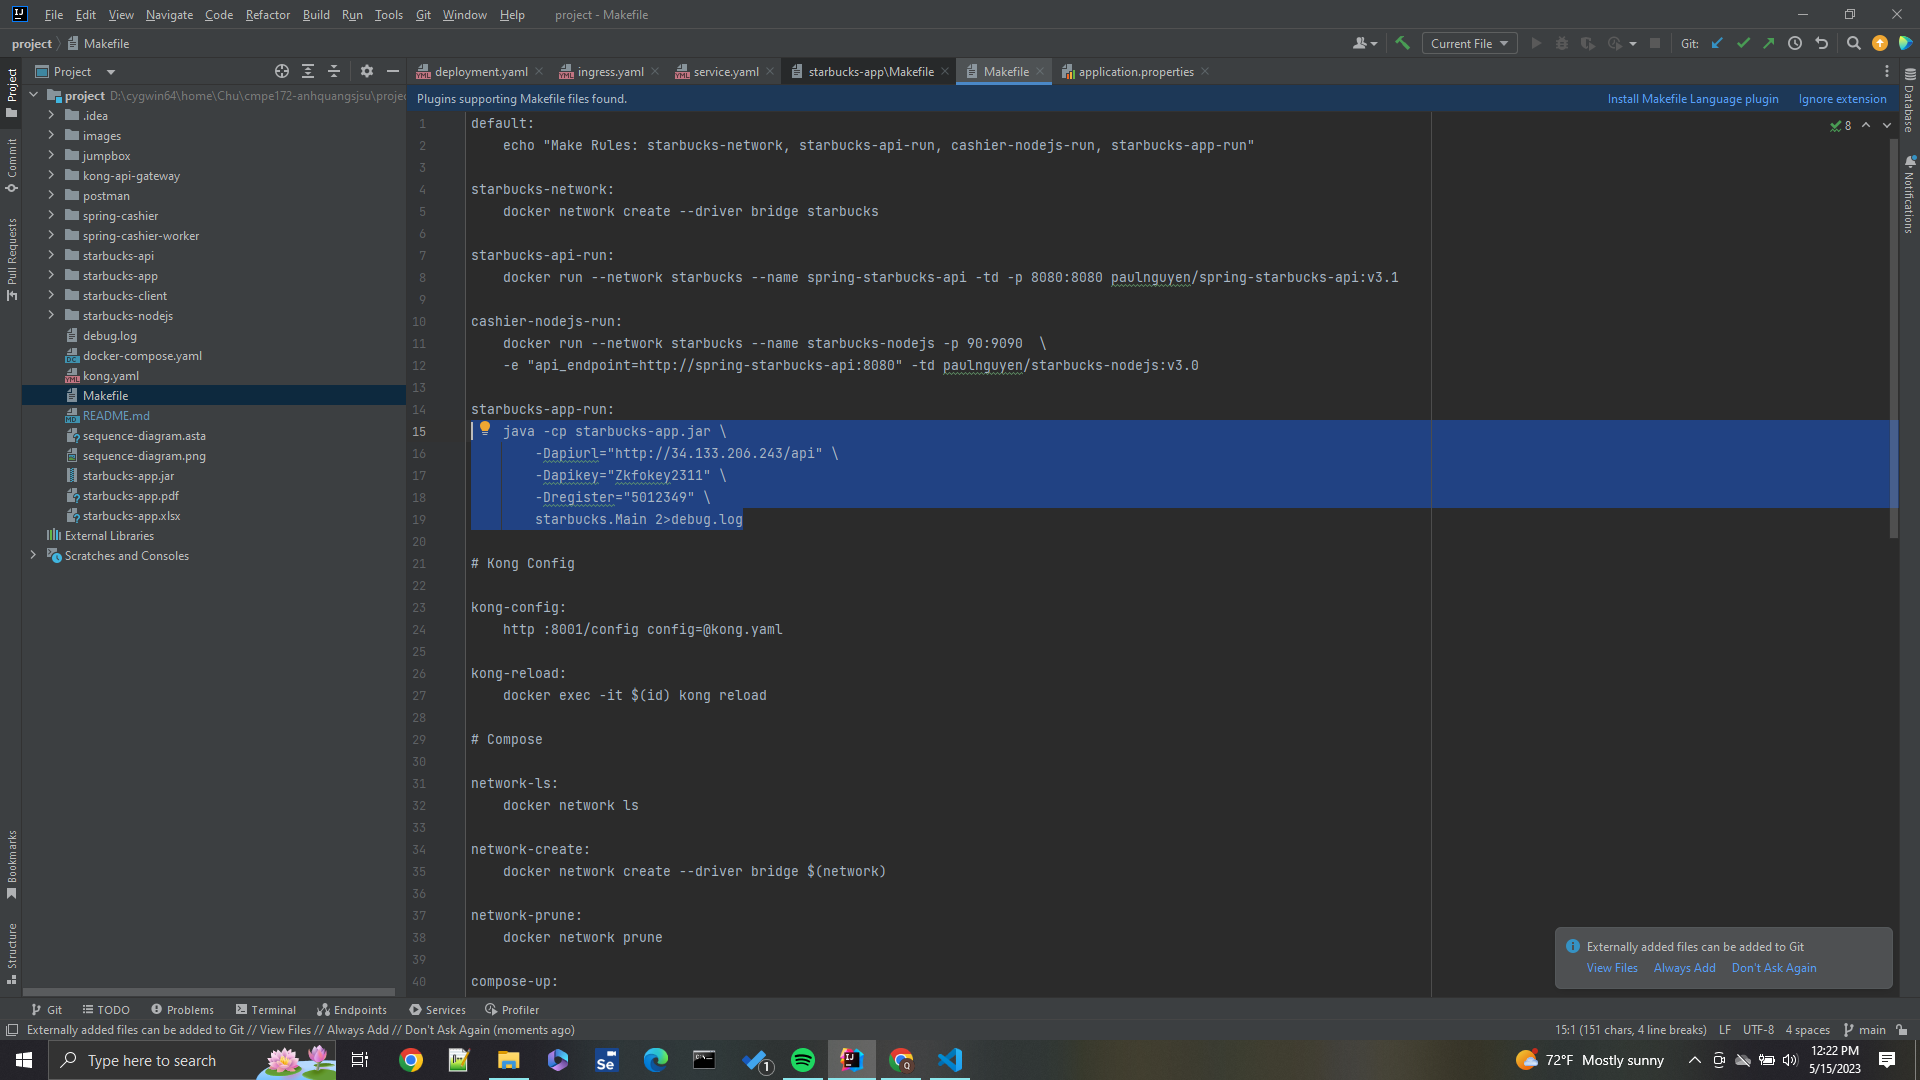 File Edit View Navigate Code Refactor Build Run Tools Git Window Help project - Makefile
project Makefile Current File Git:
Project deployment.yaml ingress.yaml service.yaml starbucks-app\Makefile Makefile application.properties
Plugins supporting Makefile files found. Install Makefile Language plugin Ignore extension
Project
Commit
Pull Requests
Bookmarks
Structure
project D:\cygwin64\home\Chu\cmpe172-anhquangsjsu\projec
.idea
images
jumpbox
kong-api-gateway
postman
spring-cashier
spring-cashier-worker
starbucks-api
starbucks-app
starbucks-client
starbucks-nodejs
debug.log
docker-compose.yaml
kong.yaml
Makefile
README.md
sequence-diagram.asta
sequence-diagram.png
starbucks-app.jar
starbucks-app.pdf
starbucks-app.xlsx
External Libraries
Scratches and Consoles
8
1 default:
2 echo "Make Rules: starbucks-network, starbucks-api-run, cashier-nodejs-run, starbucks-app-run"
3
4 starbucks-network:
5 docker network create --driver bridge starbucks
6
7 starbucks-api-run:
8 docker run --network starbucks --name spring-starbucks-api -td -p 8080:8080 paulnguyen/spring-starbucks-api:v3.1
9
10 cashier-nodejs-run:
11 docker run --network starbucks --name starbucks-nodejs -p 90:9090 \
12 -e "api_endpoint=http://spring-starbucks-api:8080" -td paulnguyen/starbucks-nodejs:v3.0
13
14 starbucks-app-run:
15 java -cp starbucks-app.jar \
16 -Dapiurl="http://34.133.206.243/api" \
17 -Dapikey="Zkfokey2311" \
18 -Dregister="5012349" \
19 starbucks.Main 2>debug.log
20
21 # Kong Config
22
23 kong-config:
24 http :8001/config config=@kong.yaml
25
26 kong-reload:
27 docker exec -it $(id) kong reload
28
29 # Compose
30
31 network-ls:
32 docker network ls
33
34 network-create:
35 docker network create --driver bridge $(network)
36
37 network-prune:
38 docker network prune
39
40 compose-up:
Database
Notifications
Externally added files can be added to Git
View Files Always Add Don't Ask Again
Git TODO Problems Terminal Endpoints Services Profiler
Externally added files can be added to Git // View Files // Always Add // Don't Ask Again (moments ago) 15:1 (151 chars, 4 line breaks) LF UTF-8 4 spaces main
Type here to search 1 72°F Mostly sunny 12:22 PM
5/15/2023